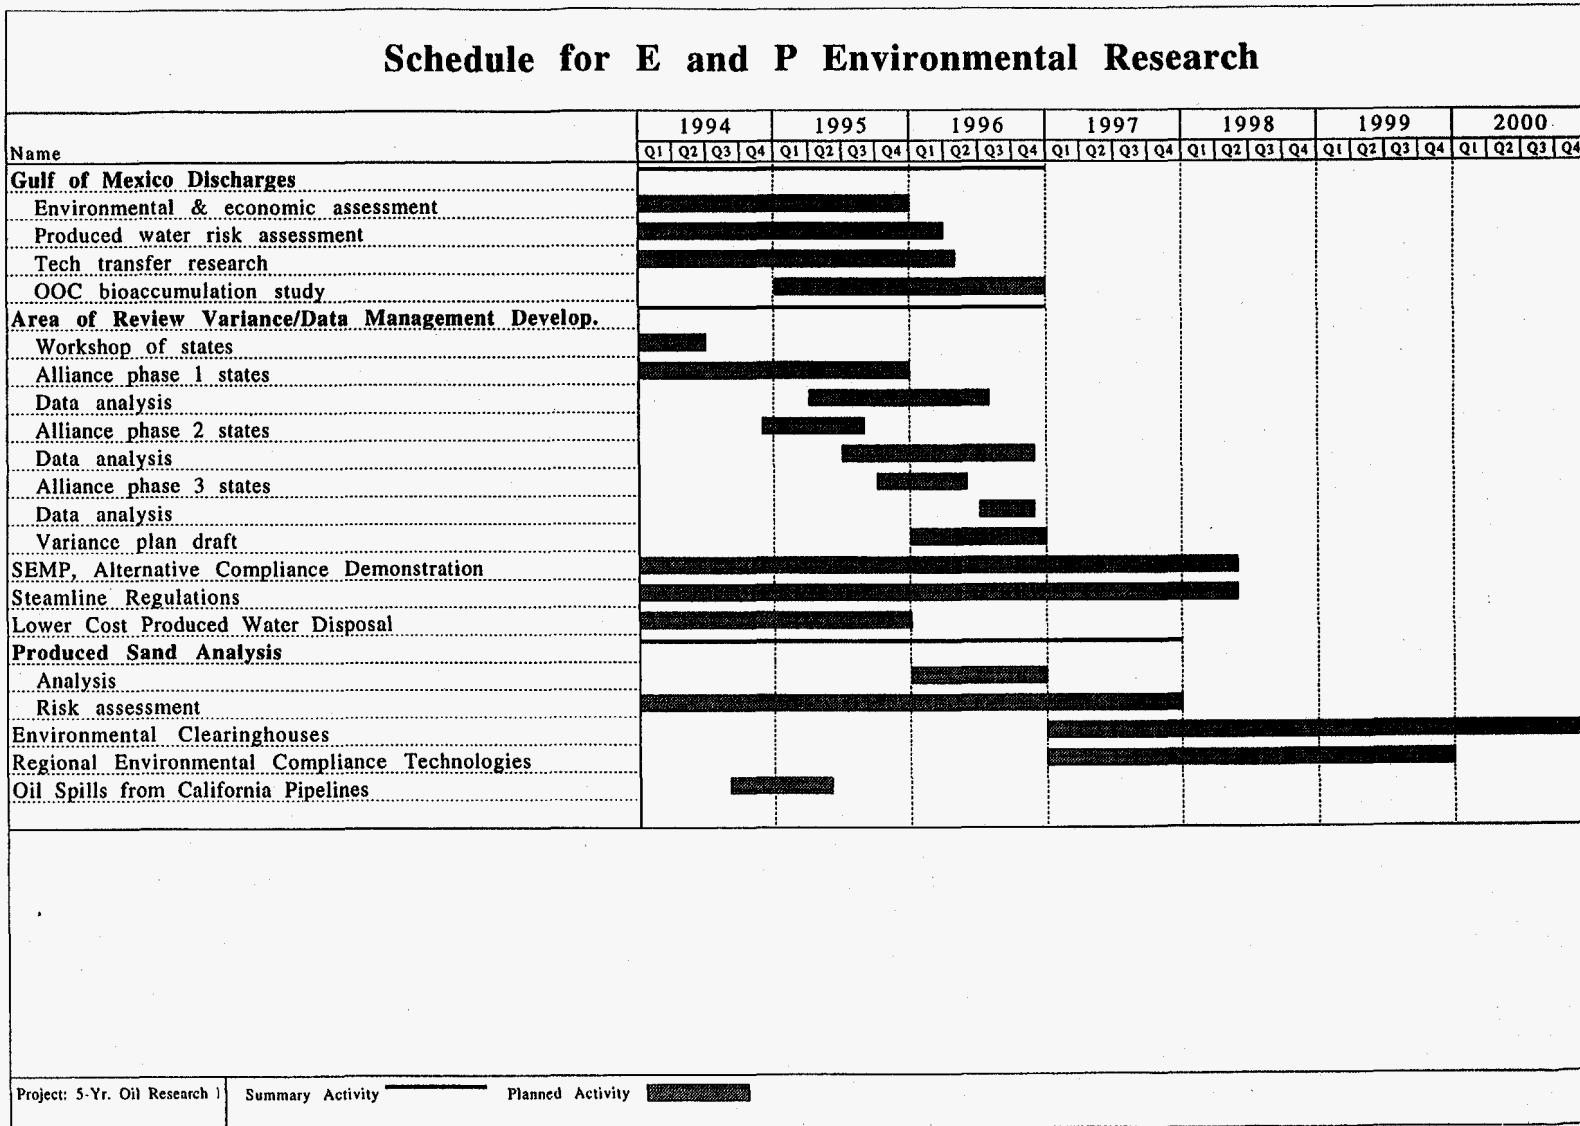 Schedule for E and P Environmental Research
1994 1995 1996 1997 1998 1999 2000
Name Q1 Q2 Q3 Q4 Q1 Q2 Q3 Q4 Q1 Q2 Q3 Q4 Q1 Q2 Q3 Q4 Q1 Q2 Q3 Q4 Q1 Q2 Q3 Q4 Q1 Q2 Q3 Q4
Gulf of Mexico Discharges
Environmental & economic assessment
Produced water risk assessment
Tech transfer research
OOC bioaccumulation study
Area of Review Variance/Data Management Develop.
Workshop of states
Alliance phase 1 states
Data analysis
Alliance phase 2 states
Data analysis
Alliance phase 3 states
Data analysis
Variance plan draft
SEMP, Alternative Compliance Demonstration
Steamline Regulations
Lower Cost Produced Water Disposal
Produced Sand Analysis
Analysis
Risk assessment
Environmental Clearinghouses
Regional Environmental Compliance Technologies
Oil Spills from California Pipelines
Project: 5-Yr. Oil Research Summary Activity Planned Activity